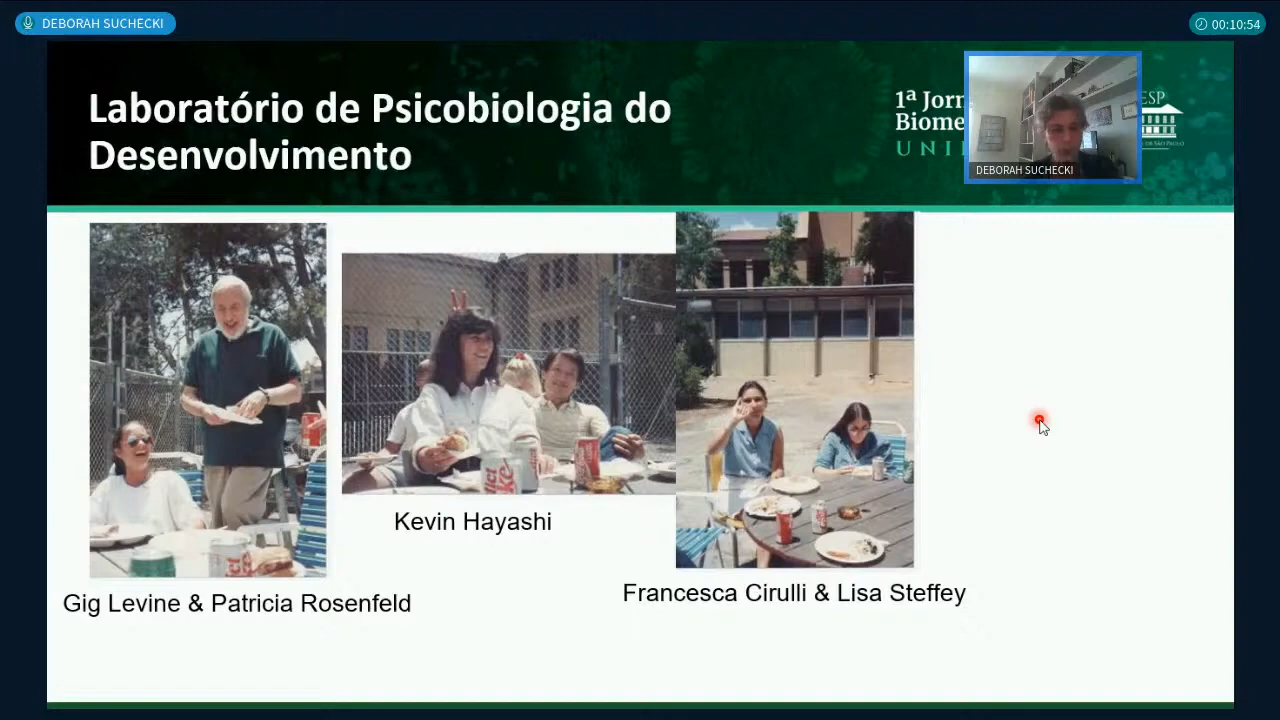 DEBORAH SUCHECKI
00:10:54
Laboratório de Psicobiologia do
Desenvolvimento
1ª Jorn
Biome
UNI
ESP
DEBORAH SUCHECKI
Kevin Hayashi
Gig Levine & Patricia Rosenfeld
Francesca Cirulli & Lisa Steffey